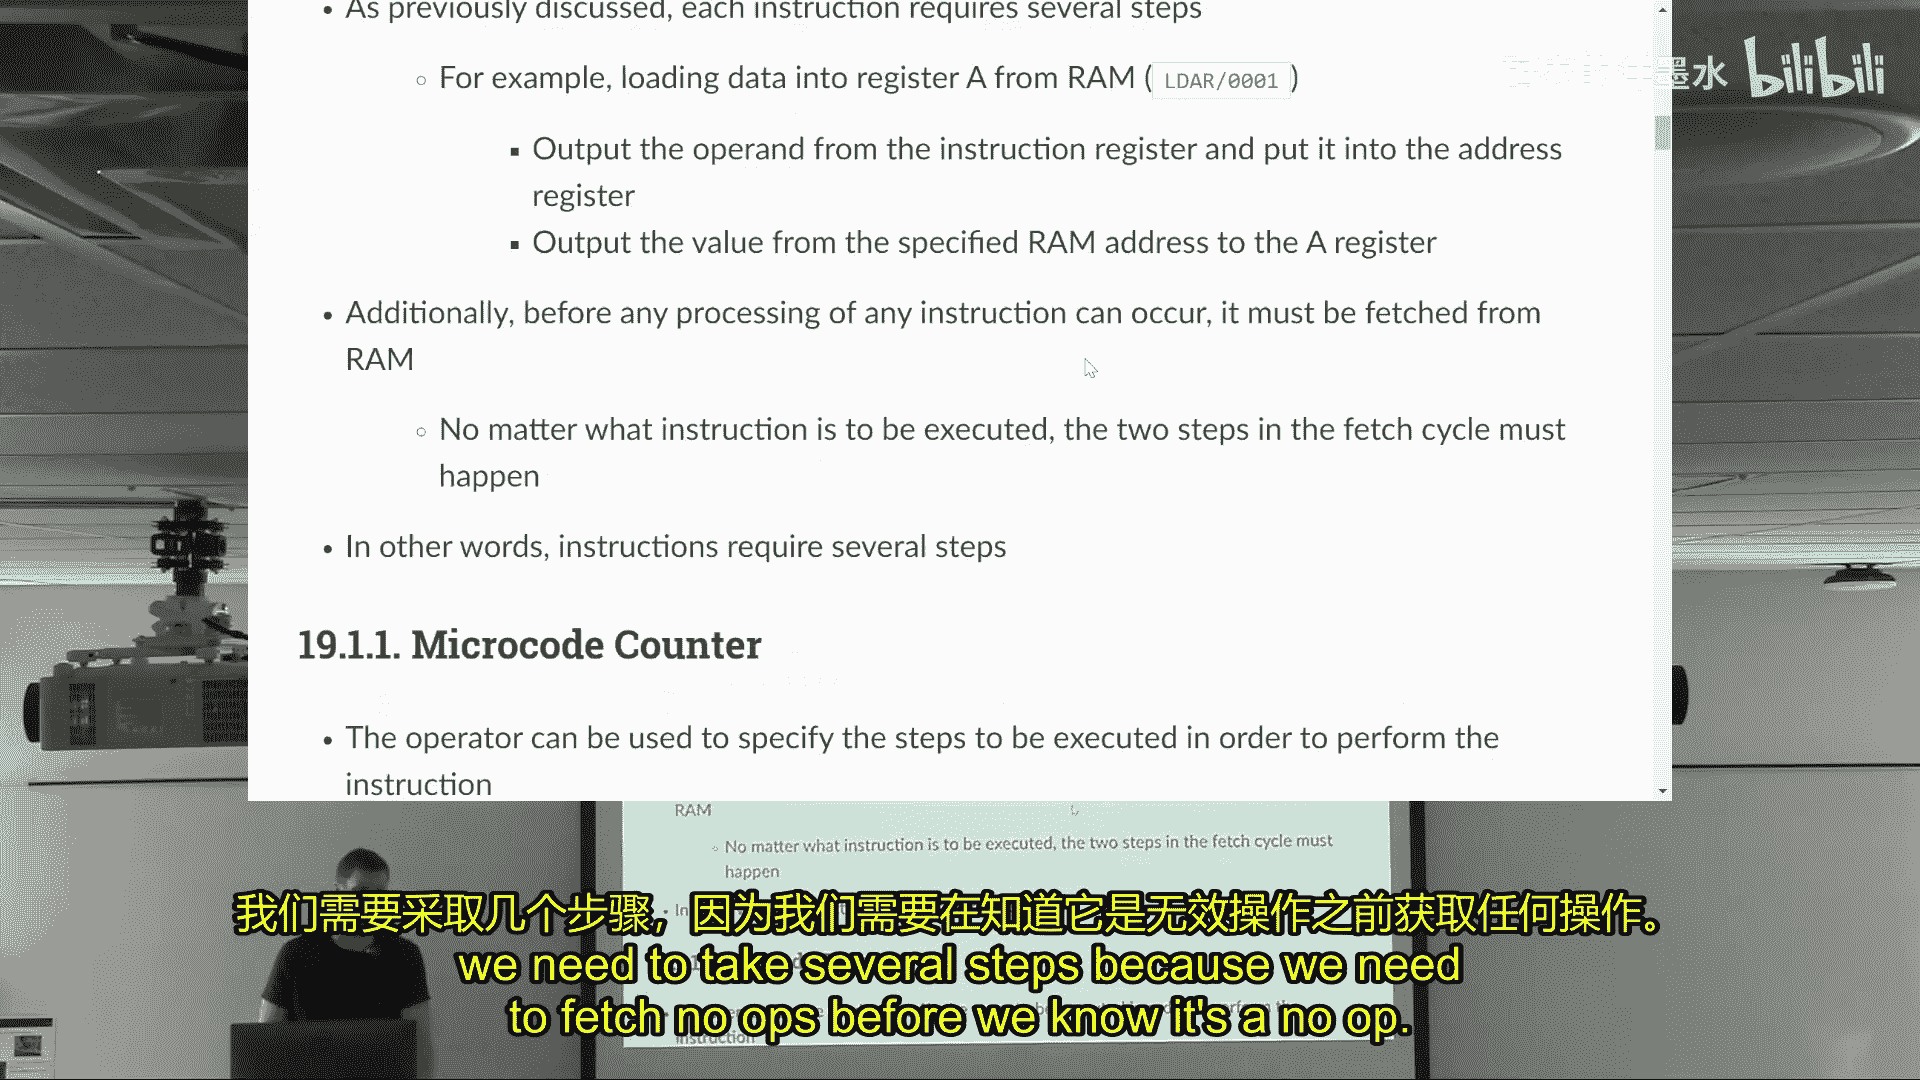 As previously discussed, each instruction requires several steps
For example, loading data into register A from RAM (LDAR/0001)
Output the operand from the instruction register and put it into the address
register
Output the value from the specified RAM address to the A register
Additionally, before any processing of any instruction can occur, it must be fetched from
RAM
No matter what instruction is to be executed, the two steps in the fetch cycle must
happen
In other words, instructions require several steps
19.1.1. Microcode Counter
The operator can be used to specify the steps to be executed in order to perform the
instruction
墨水 bilibili
RAM
No matter what instruction is to be executed, the two steps in the fetch cycle must
happen
我们需要采取几个步骤，因为我们需要在知道它是无效操作之前获取任何操作。
we need to take several steps because we need
to fetch no ops before we know it's a no op.
instruction